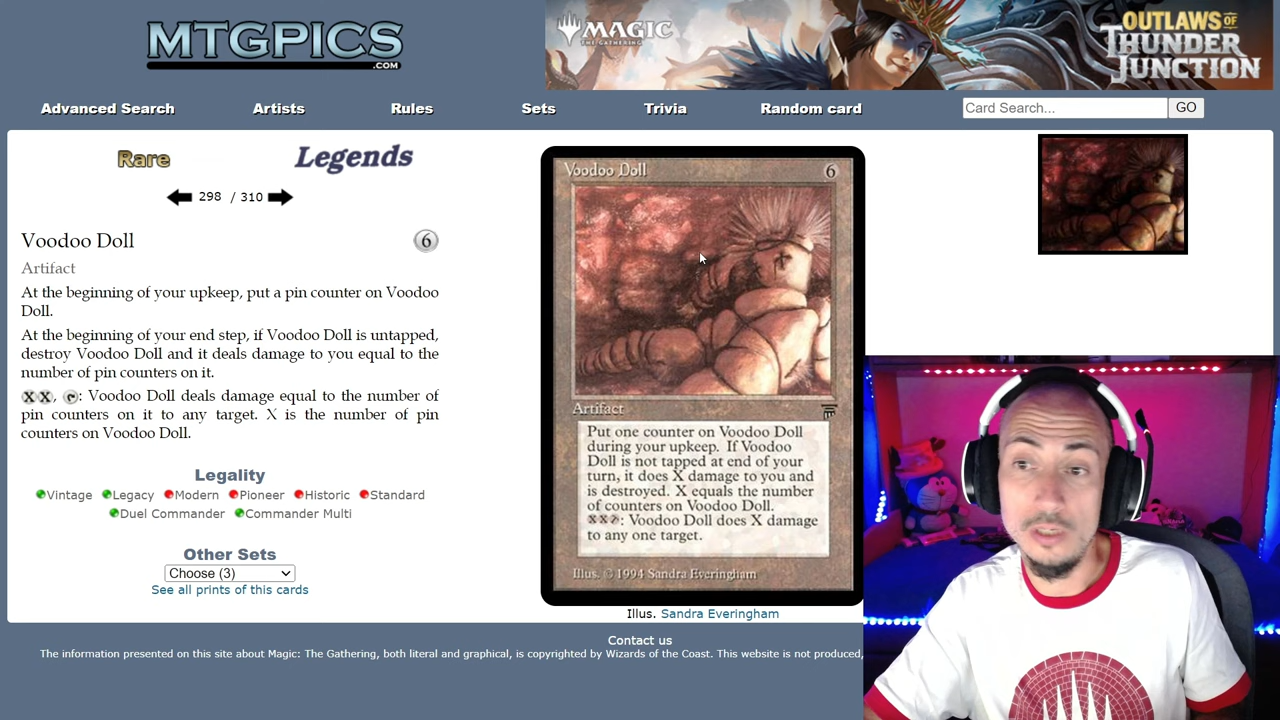 MTGPICS
.COM
MAGIC
THE GATHERING
OUTLAWS OF
THUNDER
JUNCTION
Advanced Search
Artists
Rules
Sets
Trivia
Random card
Card Search...
GO
Rare
Legends
298 / 310
Voodoo Doll
6
Artifact
At the beginning of your upkeep, put a pin counter on Voodoo
Doll.
At the beginning of your end step, if Voodoo Doll is untapped,
destroy Voodoo Doll and it deals damage to you equal to the
number of pin counters on it.
XX, : Voodoo Doll deals damage equal to the number of
pin counters on it to any target. X is the number of pin
counters on Voodoo Doll.
Legality
Vintage Legacy Modern Pioneer Historic Standard
Duel Commander Commander Multi
Other Sets
Choose (3)
See all prints of this cards
Voodoo Doll 6
Artifact
Put one counter on Voodoo Doll
during your upkeep. If Voodoo
Doll is not tapped at end of your
turn, it does X damage to you and
is destroyed. X equals the number
of counters on Voodoo Doll.
XX : Voodoo Doll does X damage
to any one target.
Illus. © 1994 Sandra Everingham
Illus. Sandra Everingham
Contact us
The information presented on this site about Magic: The Gathering, both literal and graphical, is copyrighted by Wizards of the Coast. This website is not produced,